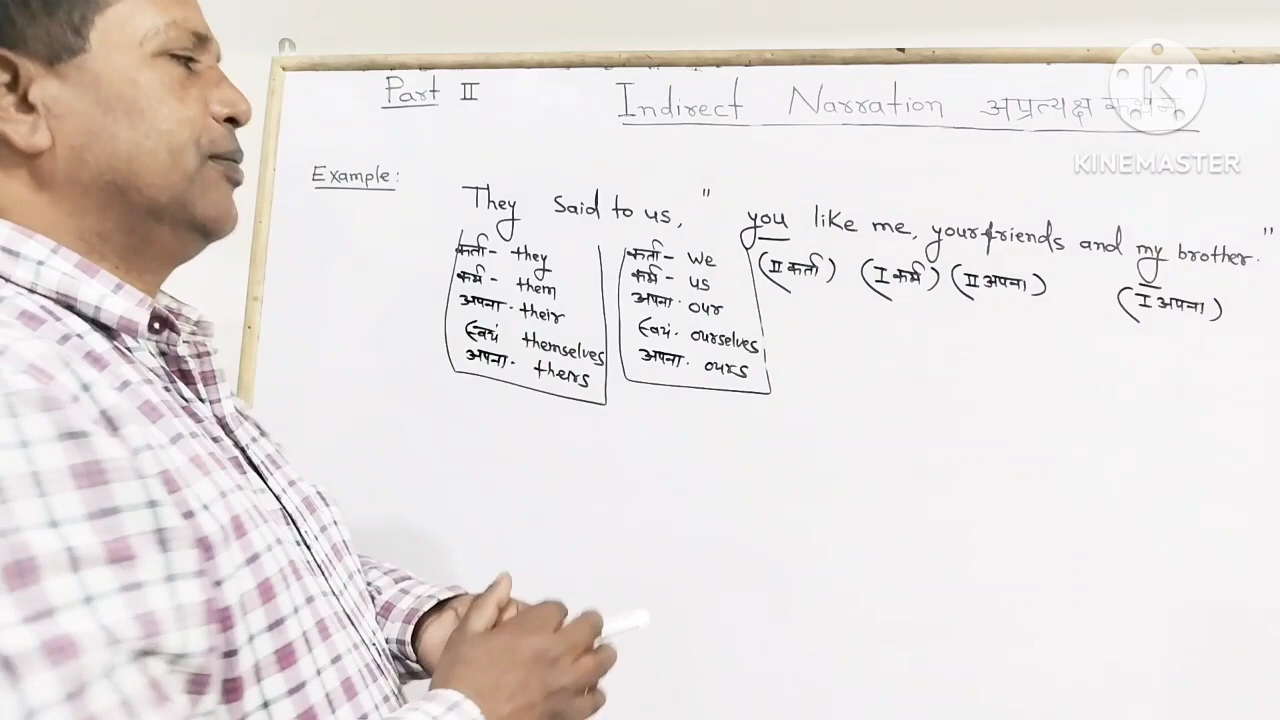 Part II
Indirect Narration अप्रत्यक्ष कथन
KINEMASTER
Example:
They said to us, " you like me, your friends and my brother."
(II कर्ता) (I कर्म) (II अपना) (I अपना)
कर्ता - they
कर्म - them
अपना - their
स्वयं themselves
अपना - theirs
कर्ता - we
कर्म - us
अपना - our
स्वयं - ourselves
अपना - ours